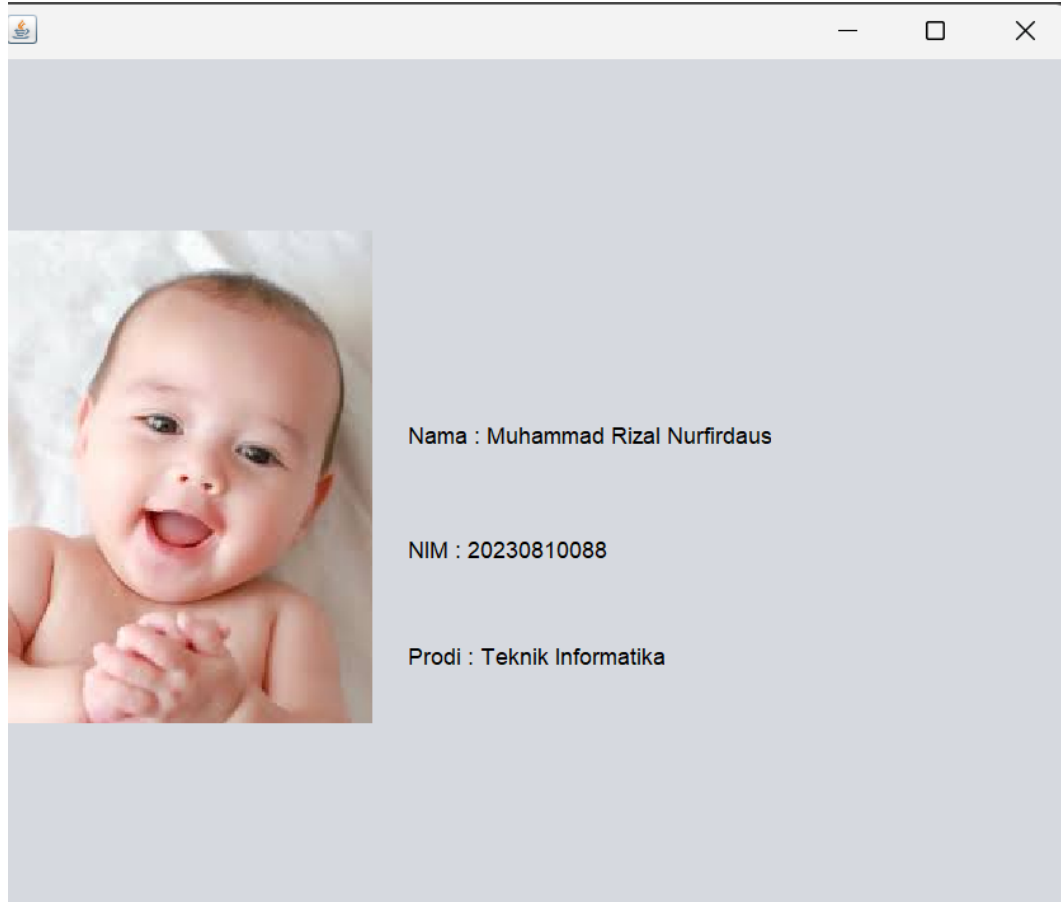 Nama : Muhammad Rizal Nurfirdaus
NIM : 20230810088
Prodi : Teknik Informatika